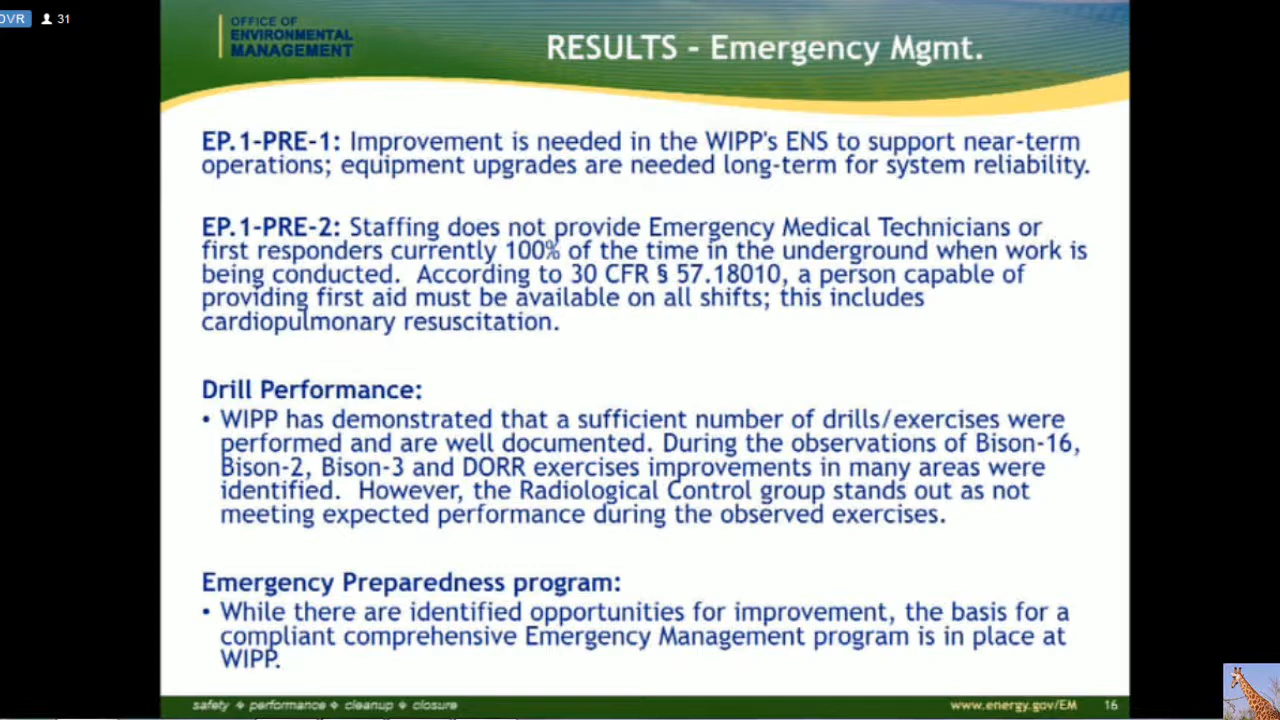 DVR
31
OFFICE OF
ENVIRONMENTAL
MANAGEMENT
RESULTS - Emergency Mgmt.
EP.1-PRE-1: Improvement is needed in the WIPP's ENS to support near-term
operations; equipment upgrades are needed long-term for system reliability.
EP.1-PRE-2: Staffing does not provide Emergency Medical Technicians or
first responders currently 100% of the time in the underground when work is
being conducted. According to 30 CFR § 57.18010, a person capable of
providing first aid must be available on all shifts; this includes
cardiopulmonary resuscitation.
Drill Performance:
• WIPP has demonstrated that a sufficient number of drills/exercises were
performed and are well documented. During the observations of Bison-16,
Bison-2, Bison-3 and DORR exercises improvements in many areas were
identified. However, the Radiological Control group stands out as not
meeting expected performance during the observed exercises.
Emergency Preparedness program:
• While there are identified opportunities for improvement, the basis for a
compliant comprehensive Emergency Management program is in place at
WIPP.
safety ❖ performance ❖ cleanup ❖ closure
www.energy.gov/EM 16